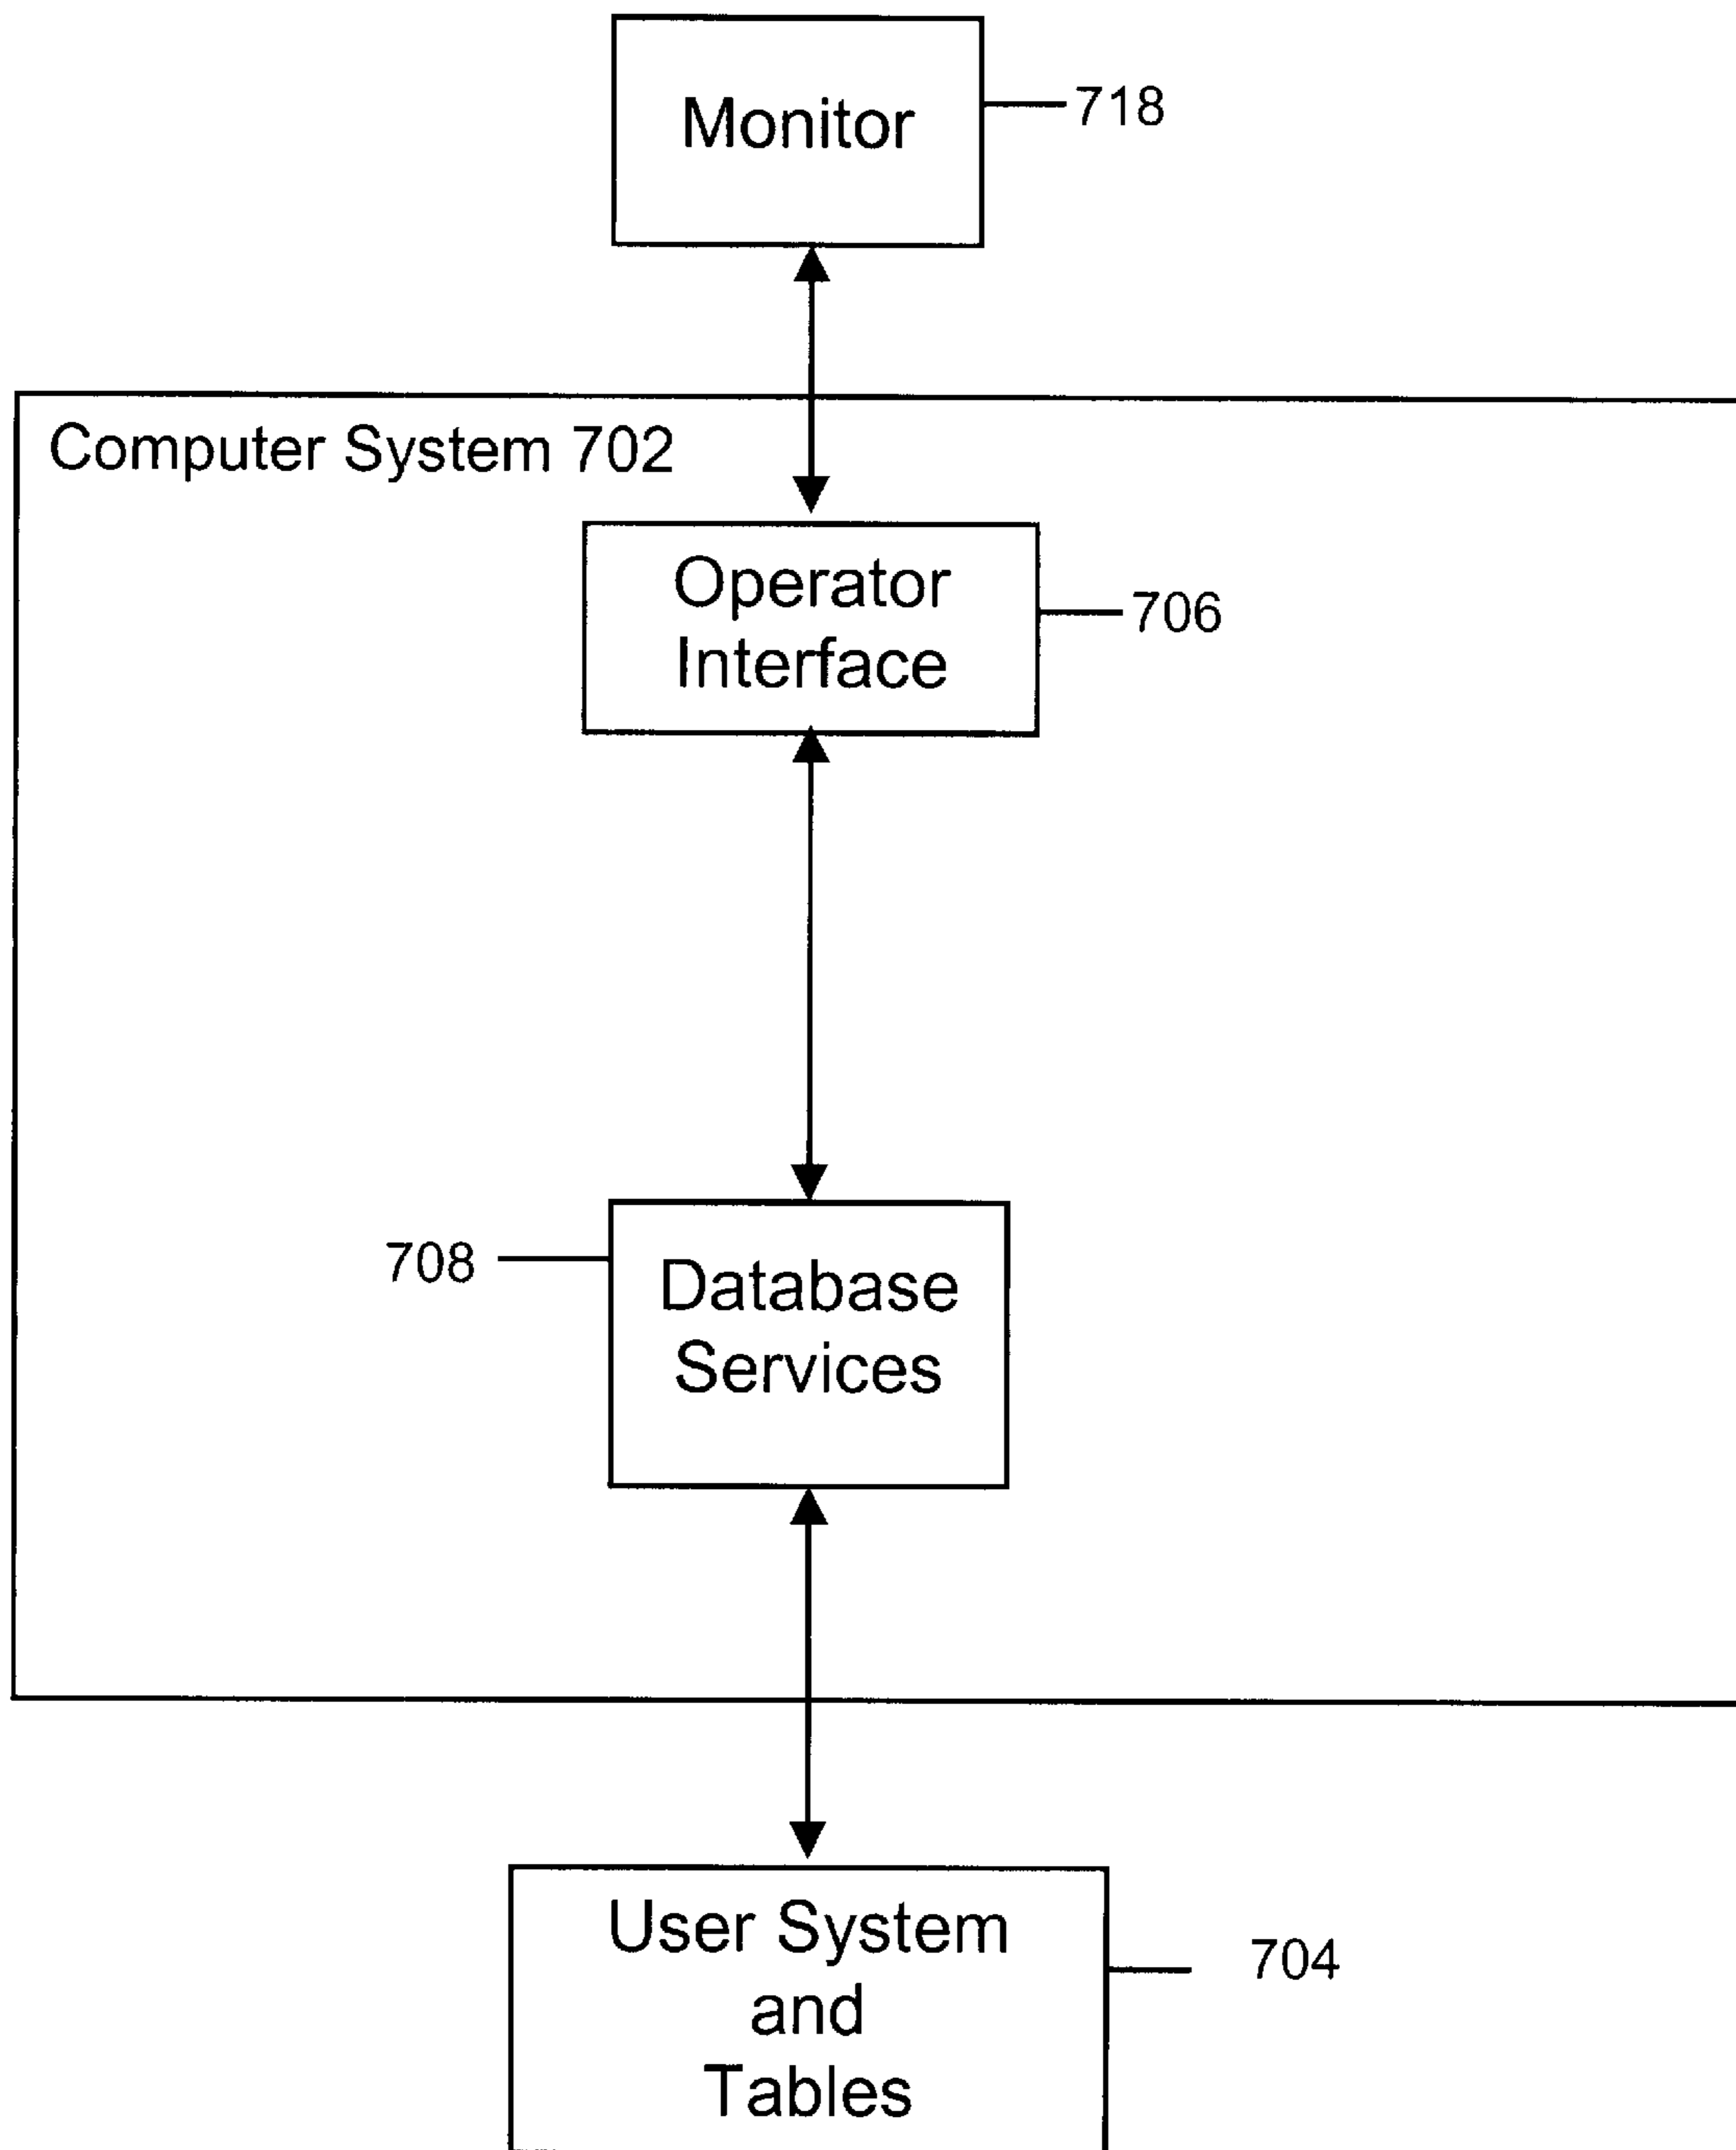 Monitor
718
Computer System 702
Operator
Interface
706
708
Database
Services
User System
and
Tables
704